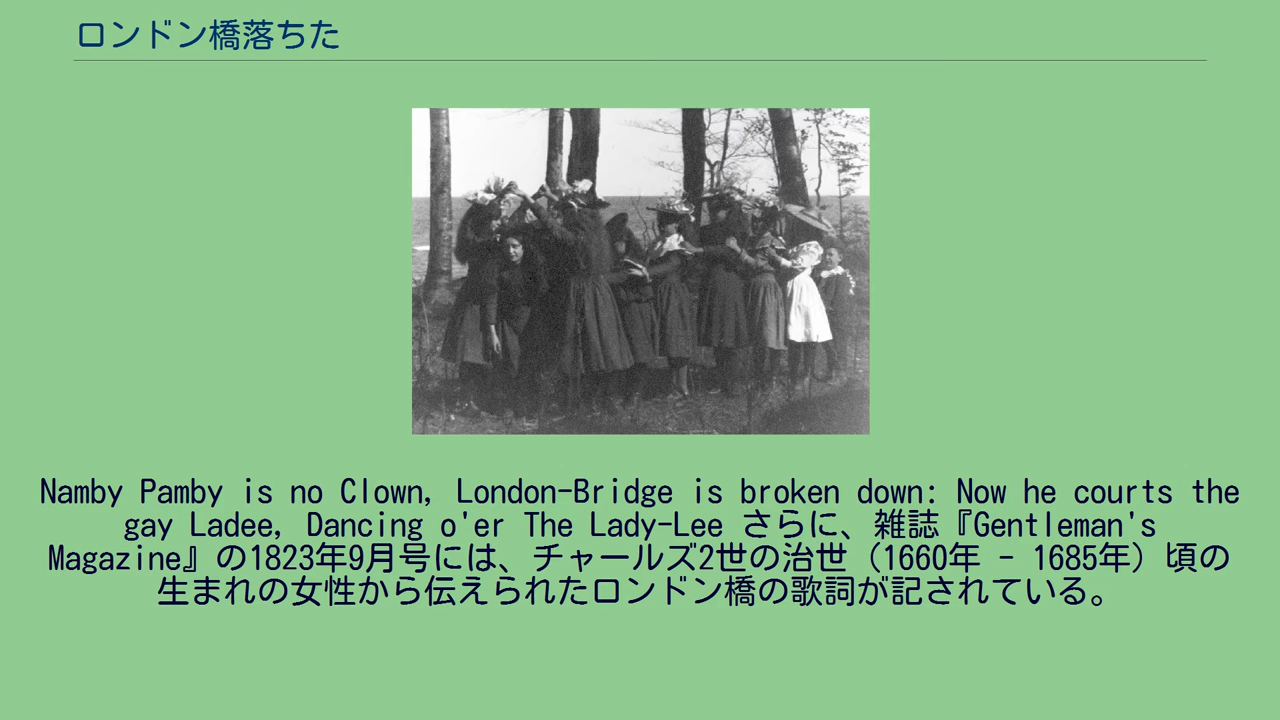 ロンドン橋落ちた
Namby Pamby is no Clown, London-Bridge is broken down: Now he courts the
gay Ladee, Dancing o'er The Lady-Lee さらに、雑誌『Gentleman's
Magazine』の1823年9月号には、チャールズ2世の治世（1660年 - 1685年）頃の
生まれの女性から伝えられたロンドン橋の歌詞が記されている。